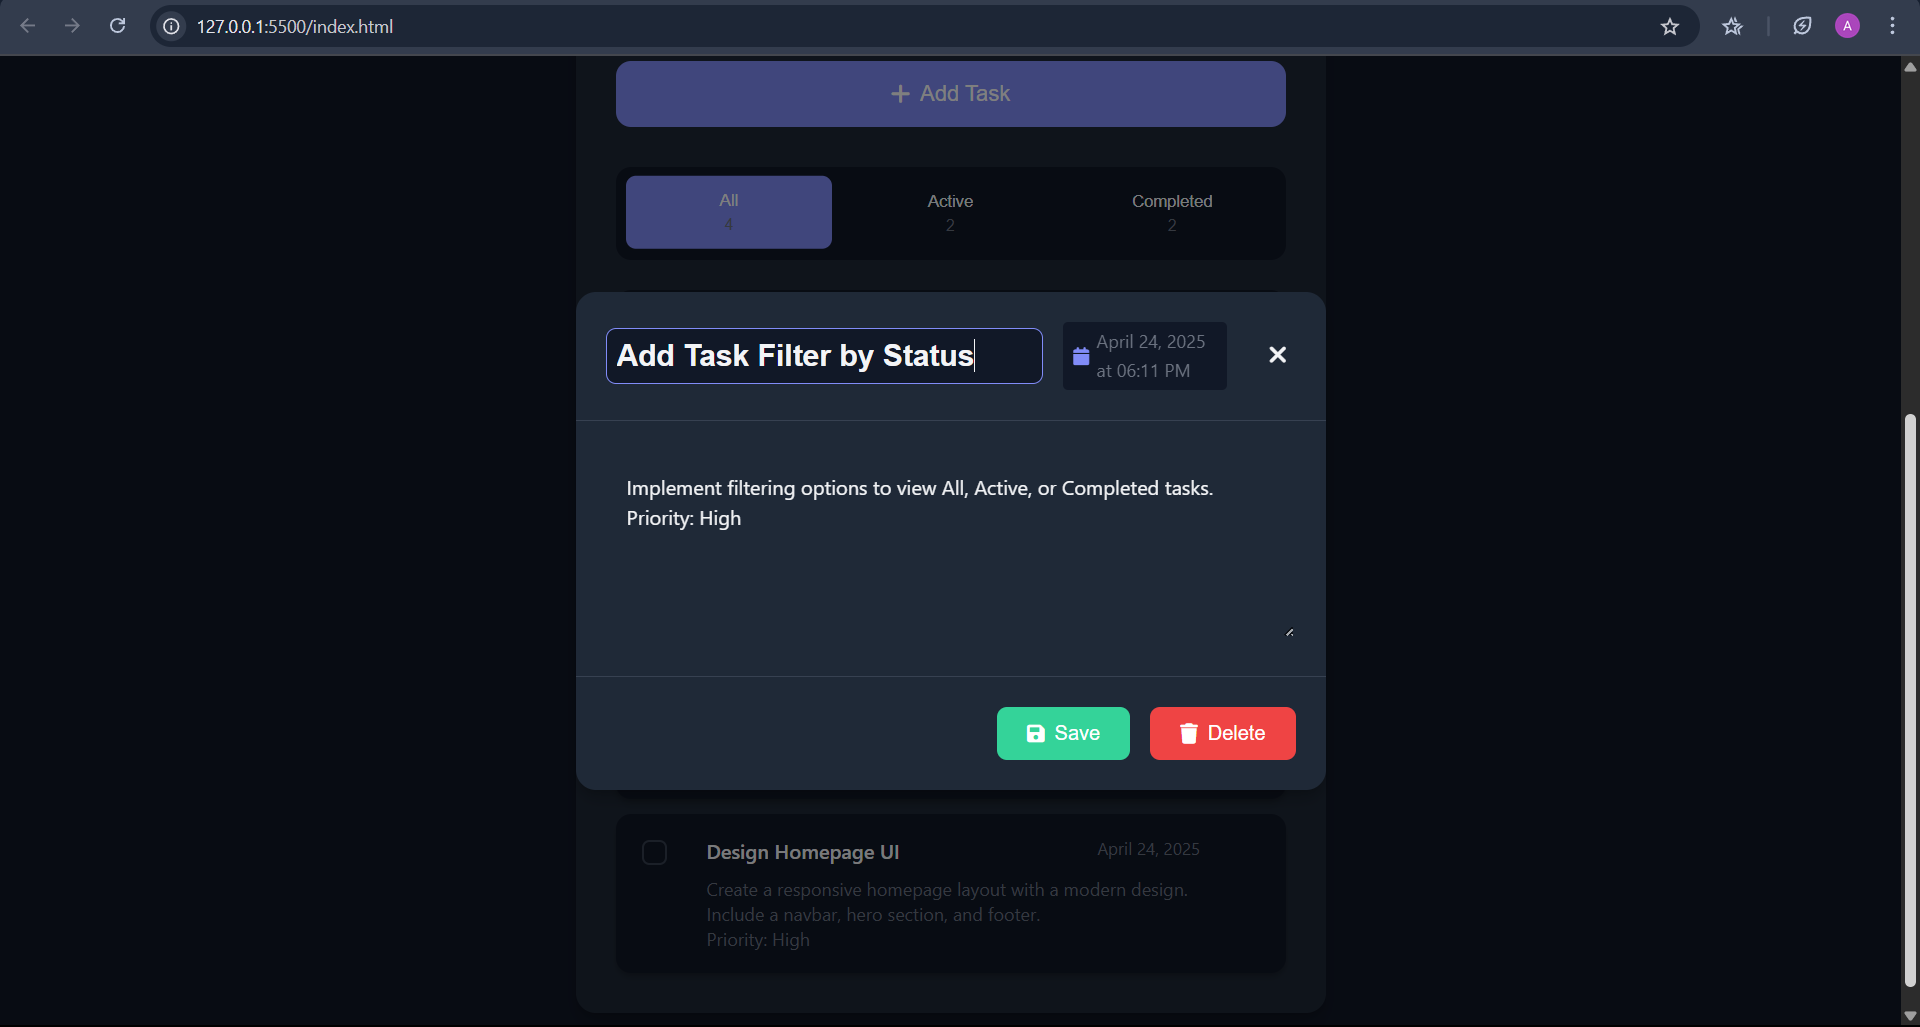 127.0.0.1:5500/index.html
A
Add Task
All
4
Active
2
Completed
2
Add Task Filter by Status
April 24, 2025
at 06:11 PM
Implement filtering options to view All, Active, or Completed tasks.
Priority: High
Save
Delete
Design Homepage UI
April 24, 2025
Create a responsive homepage layout with a modern design.
Include a navbar, hero section, and footer.
Priority: High